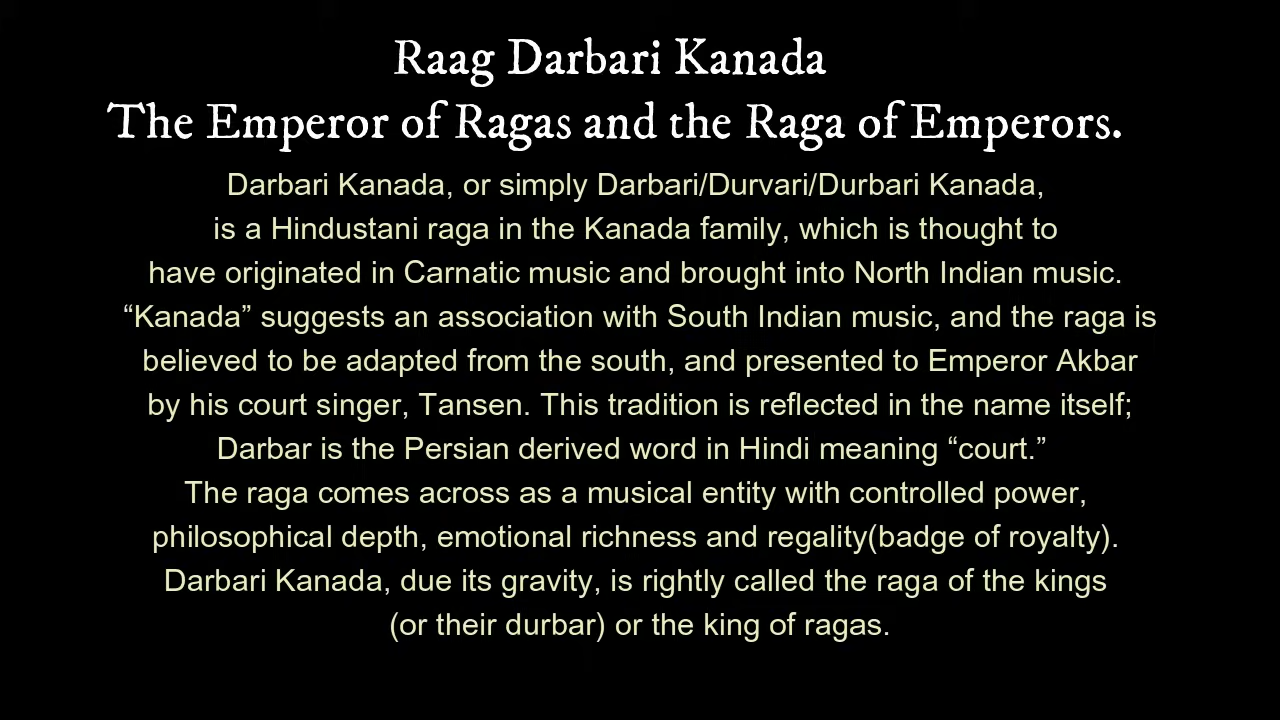 Raag Darbari Kanada
The Emperor of Ragas and the Raga of Emperors.
Darbari Kanada, or simply Darbari/Durvari/Durbari Kanada,
is a Hindustani raga in the Kanada family, which is thought to
have originated in Carnatic music and brought into North Indian music.
“Kanada” suggests an association with South Indian music, and the raga is
believed to be adapted from the south, and presented to Emperor Akbar
by his court singer, Tansen. This tradition is reflected in the name itself;
Darbar is the Persian derived word in Hindi meaning “court.”
The raga comes across as a musical entity with controlled power,
philosophical depth, emotional richness and regality(badge of royalty).
Darbari Kanada, due its gravity, is rightly called the raga of the kings
(or their durbar) or the king of ragas.